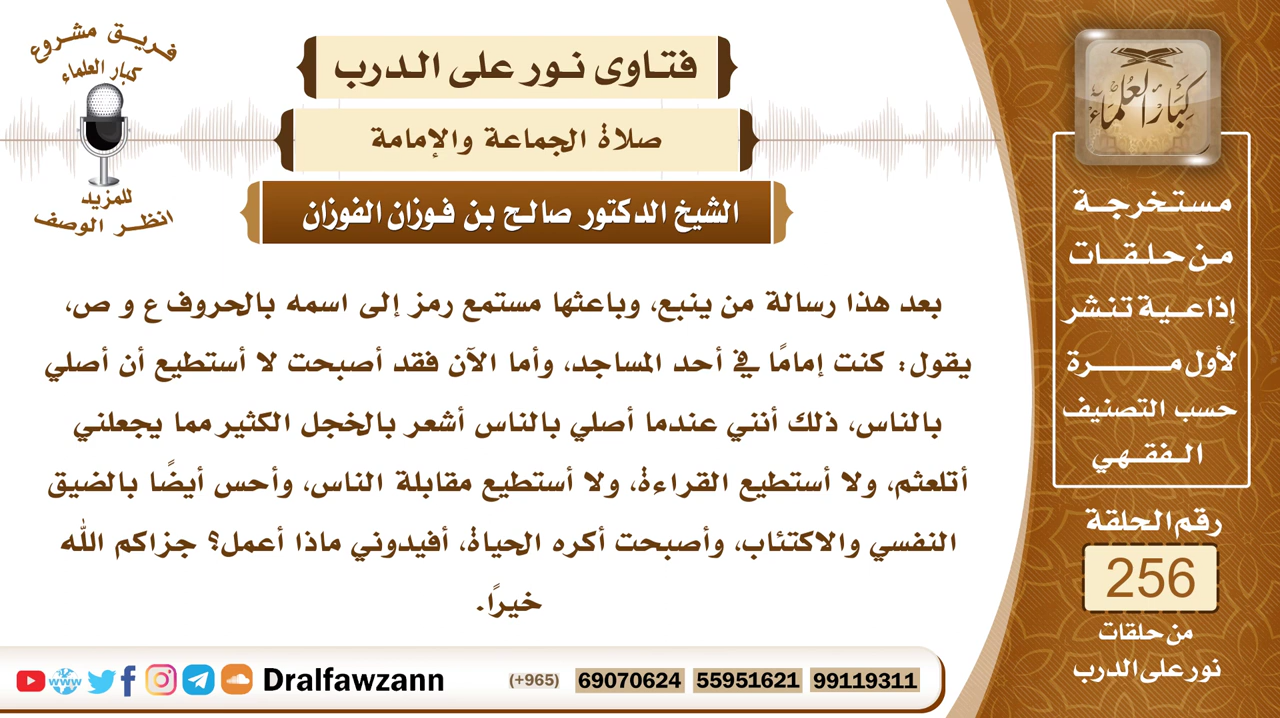 فريق مشروع
كبار العلماء
للمزيد
انظر الوصف
فتاوى نور على الدرب
صلاة الجماعة والإمامة
الشيخ الدكتور صالح بن فوزان الفوزان
بعد هذا رسالة من ينبع، وباعثها مستمع رمز إلى اسمه بالحروف ع و ص،
يقول: كنت إمامًا في أحد المساجد، وأما الآن فقد أصبحت لا أستطيع أن أصلي
بالناس، ذلك أنني عندما أصلي بالناس أشعر بالخجل الكثير مما يجعلني
أتلعثم، ولا أستطيع القراءة، ولا أستطيع مقابلة الناس، وأحس أيضًا بالضيق
النفسي والاكتئاب، وأصبحت أكره الحياة، أفيدوني ماذا أعمل؟ جزاكم الله
خيرًا.
كبار العلماء
مستخرجة
من حلقات
إذاعية تنشر
لأول مرة
حسب التصنيف
الفقهي
رقم الحلقة
256
من حلقات
نور على الدرب
www Dralfawzann (+965) 69070624 55951621 99119311